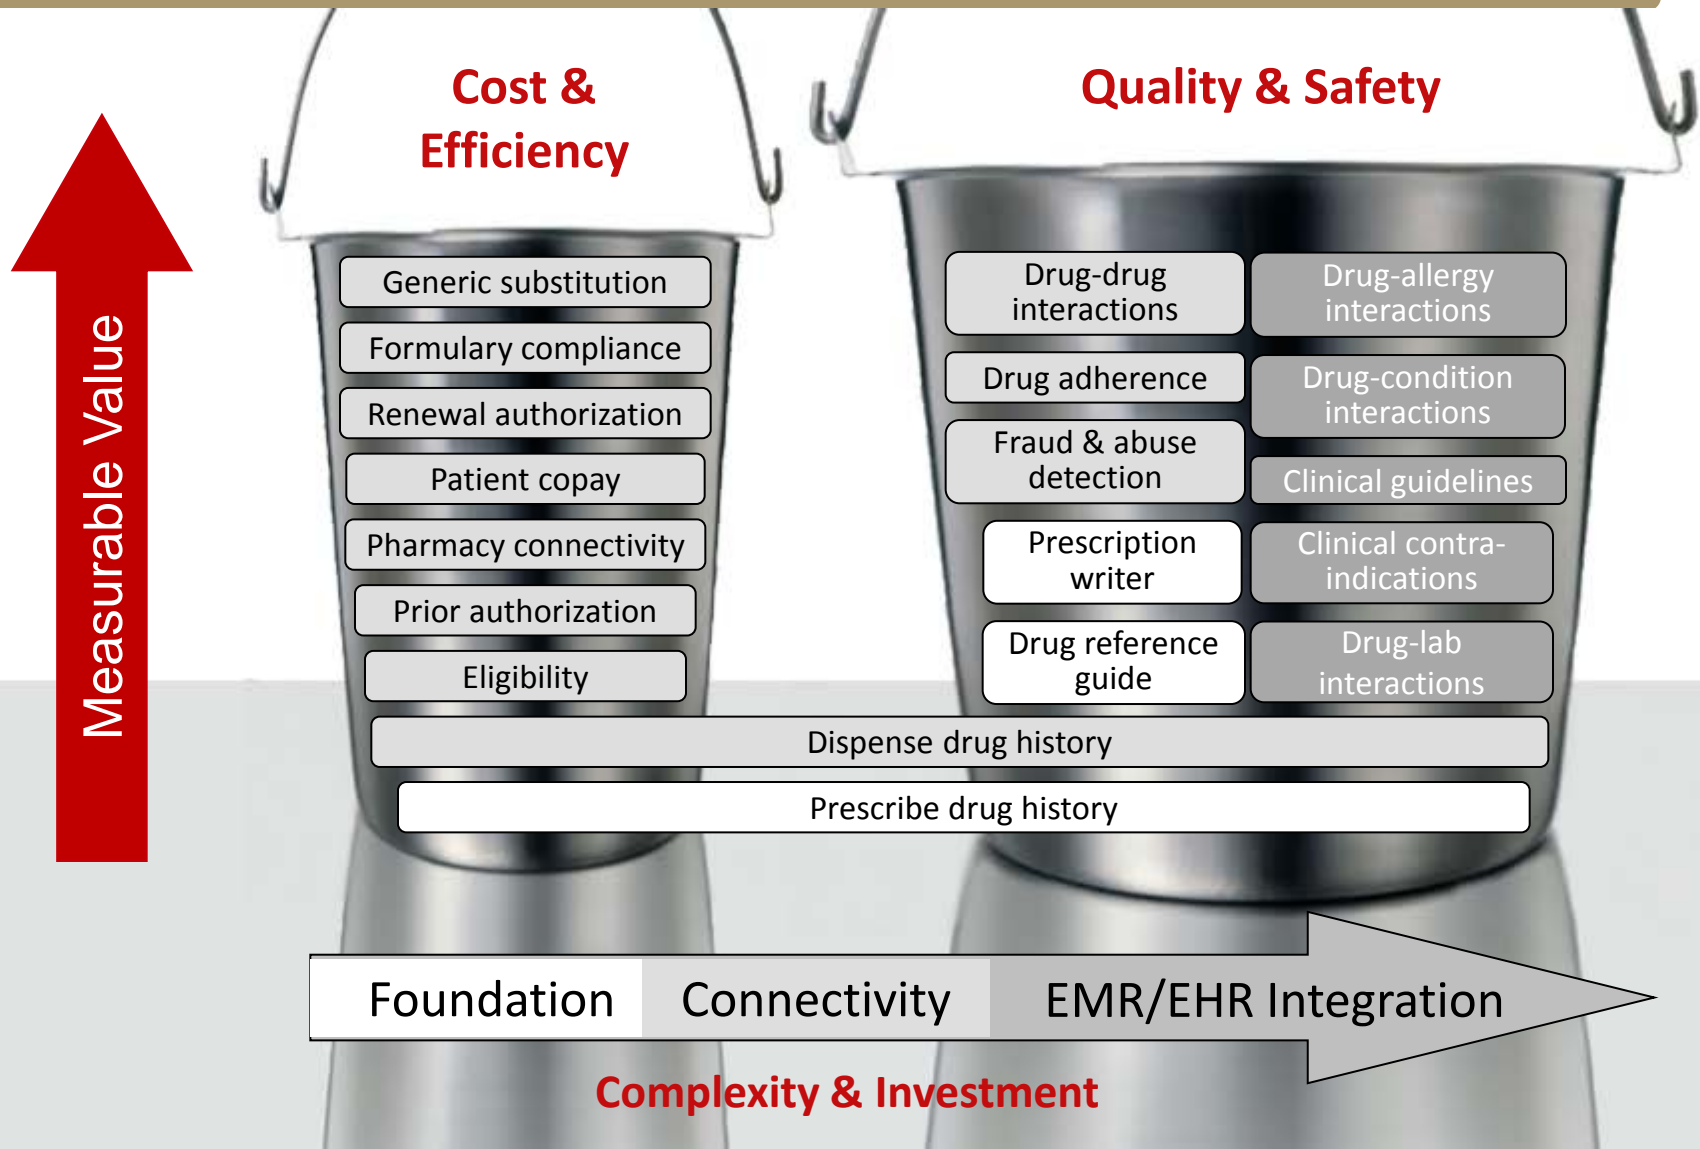 Cost &
Efficiency
Quality & Safety
Measurable Value
Generic substitution
Formulary compliance
Renewal authorization
Patient copay
Pharmacy connectivity
Prior authorization
Eligibility
Drug-drug
interactions
Drug adherence
Fraud & abuse
detection
Prescription
writer
Drug reference
guide
Drug-allergy
interactions
Drug-condition
interactions
Clinical guidelines
Clinical contra-
indications
Drug-lab
interactions
Dispense drug history
Prescribe drug history
Foundation
Connectivity
EMR/EHR Integration
Complexity & Investment